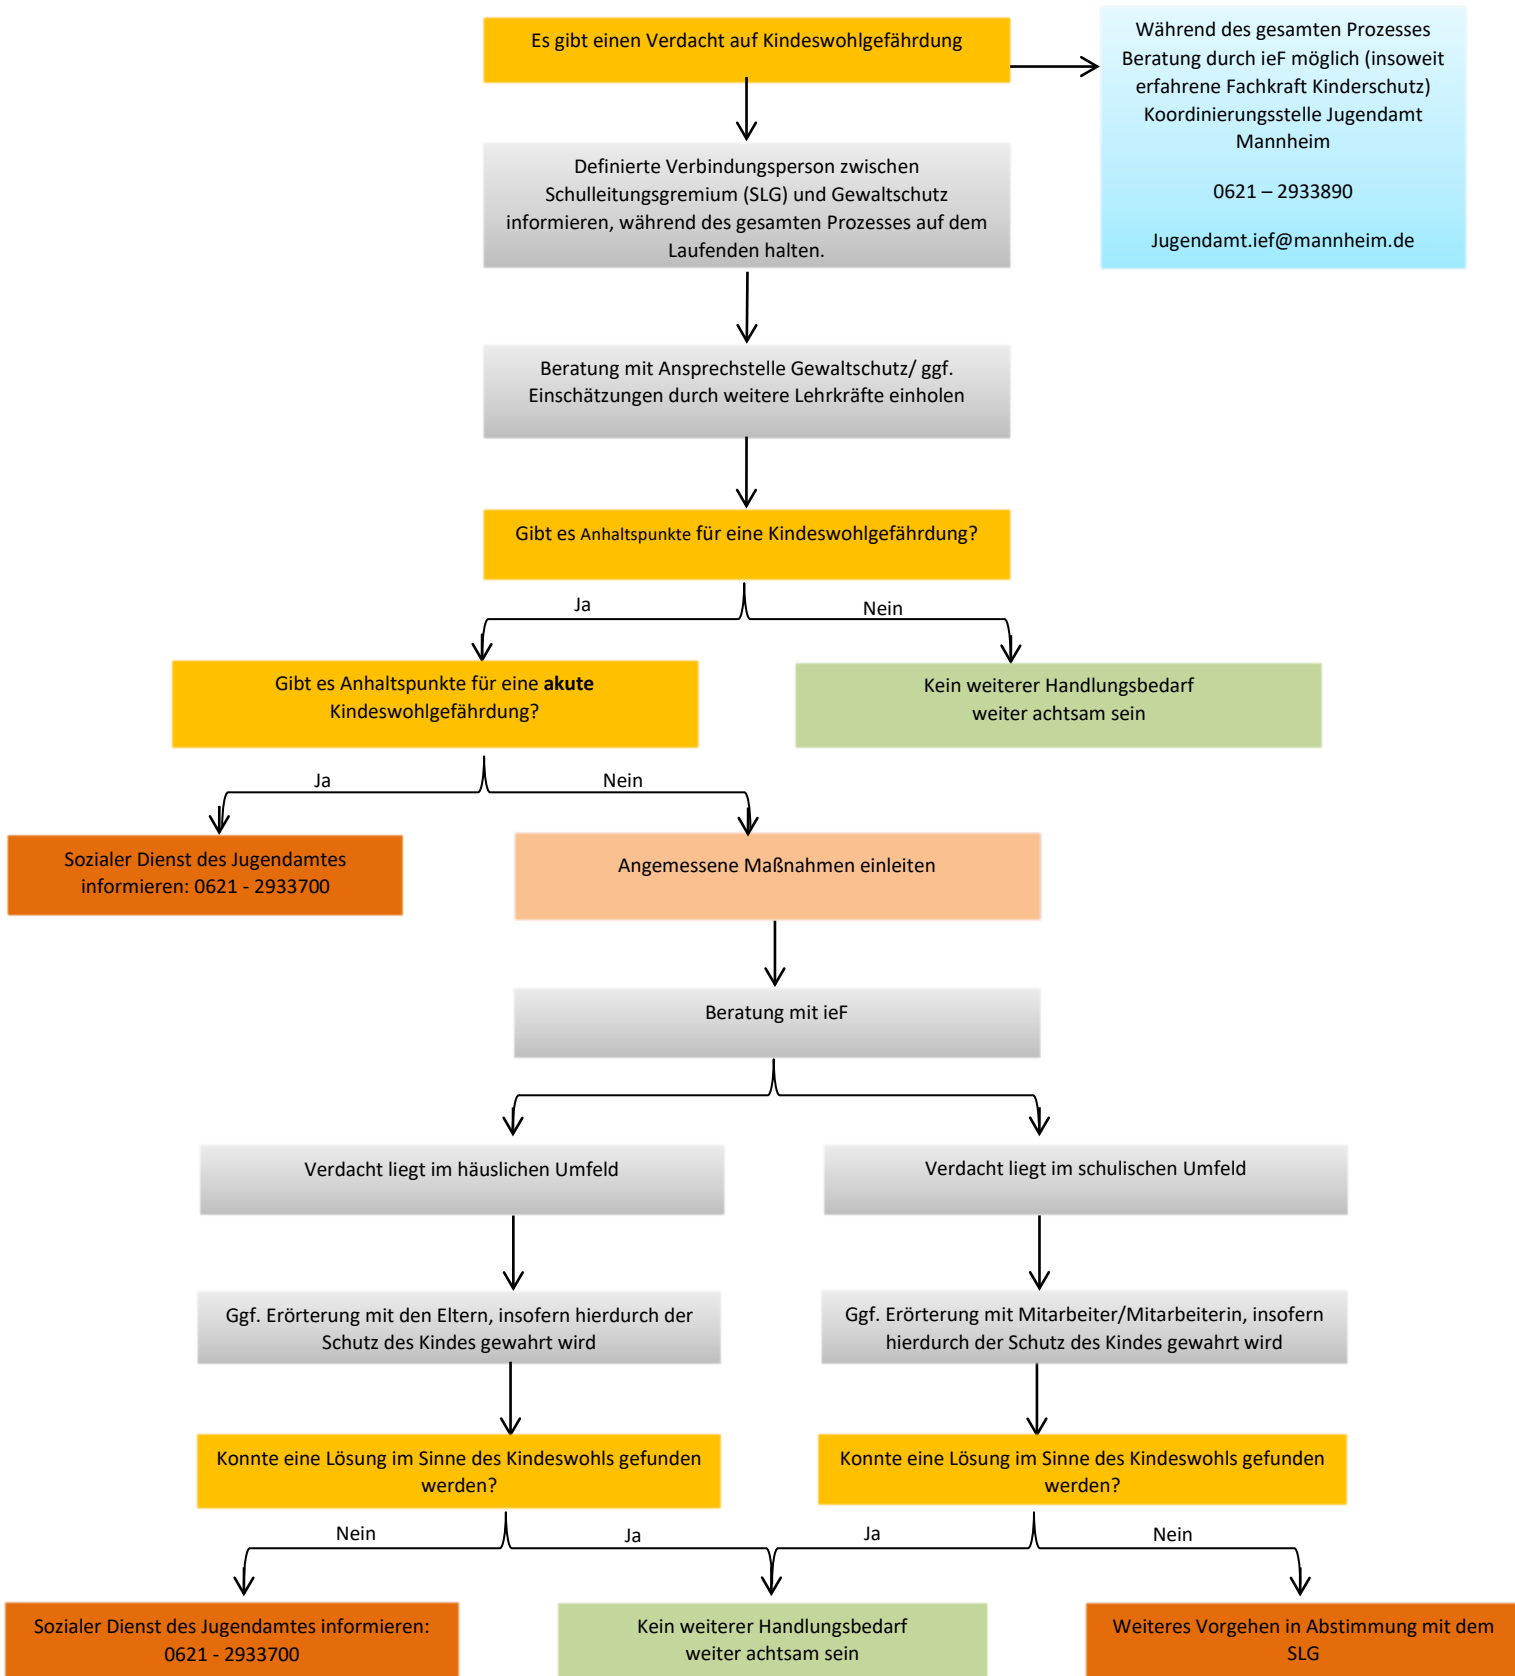 Es gibt einen Verdacht auf Kindeswohlgefährdung
Während des gesamten Prozesses
Beratung durch ieF möglich (insoweit
erfahrene Fachkraft Kinderschutz)
Koordinierungsstelle Jugendamt
Mannheim
0621 – 2933890
Jugendamt.ief@mannheim.de
Definierte Verbindungsperson zwischen
Schulleitungsgremium (SLG) und Gewaltschutz
informieren, während des gesamten Prozesses auf dem
Laufenden halten.
Beratung mit Ansprechstelle Gewaltschutz/ ggf.
Einschätzungen durch weitere Lehrkräfte einholen
Gibt es Anhaltspunkte für eine Kindeswohlgefährdung?
Ja
Nein
Gibt es Anhaltspunkte für eine akute
Kindeswohlgefährdung?
Kein weiterer Handlungsbedarf
weiter achtsam sein
Ja
Nein
Sozialer Dienst des Jugendamtes
informieren: 0621 - 2933700
Angemessene Maßnahmen einleiten
Beratung mit ieF
Verdacht liegt im häuslichen Umfeld
Verdacht liegt im schulischen Umfeld
Ggf. Erörterung mit den Eltern, insofern hierdurch der
Schutz des Kindes gewahrt wird
Ggf. Erörterung mit Mitarbeiter/Mitarbeiterin, insofern
hierdurch der Schutz des Kindes gewahrt wird
Konnte eine Lösung im Sinne des Kindeswohls gefunden
werden?
Konnte eine Lösung im Sinne des Kindeswohls gefunden
werden?
Nein
Ja
Ja
Nein
Sozialer Dienst des Jugendamtes informieren:
0621 - 2933700
Kein weiterer Handlungsbedarf
weiter achtsam sein
Weiteres Vorgehen in Abstimmung mit dem
SLG